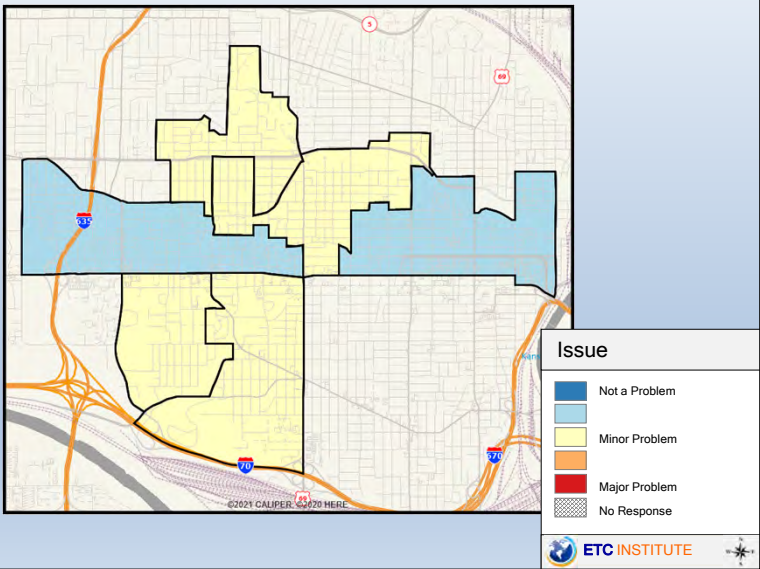 5
69
635
Issue
Not a Problem
Minor Problem
Major Problem
No Response
70
670
69
©2021 CALIPER; ©2020 HERE
ETC INSTITUTE